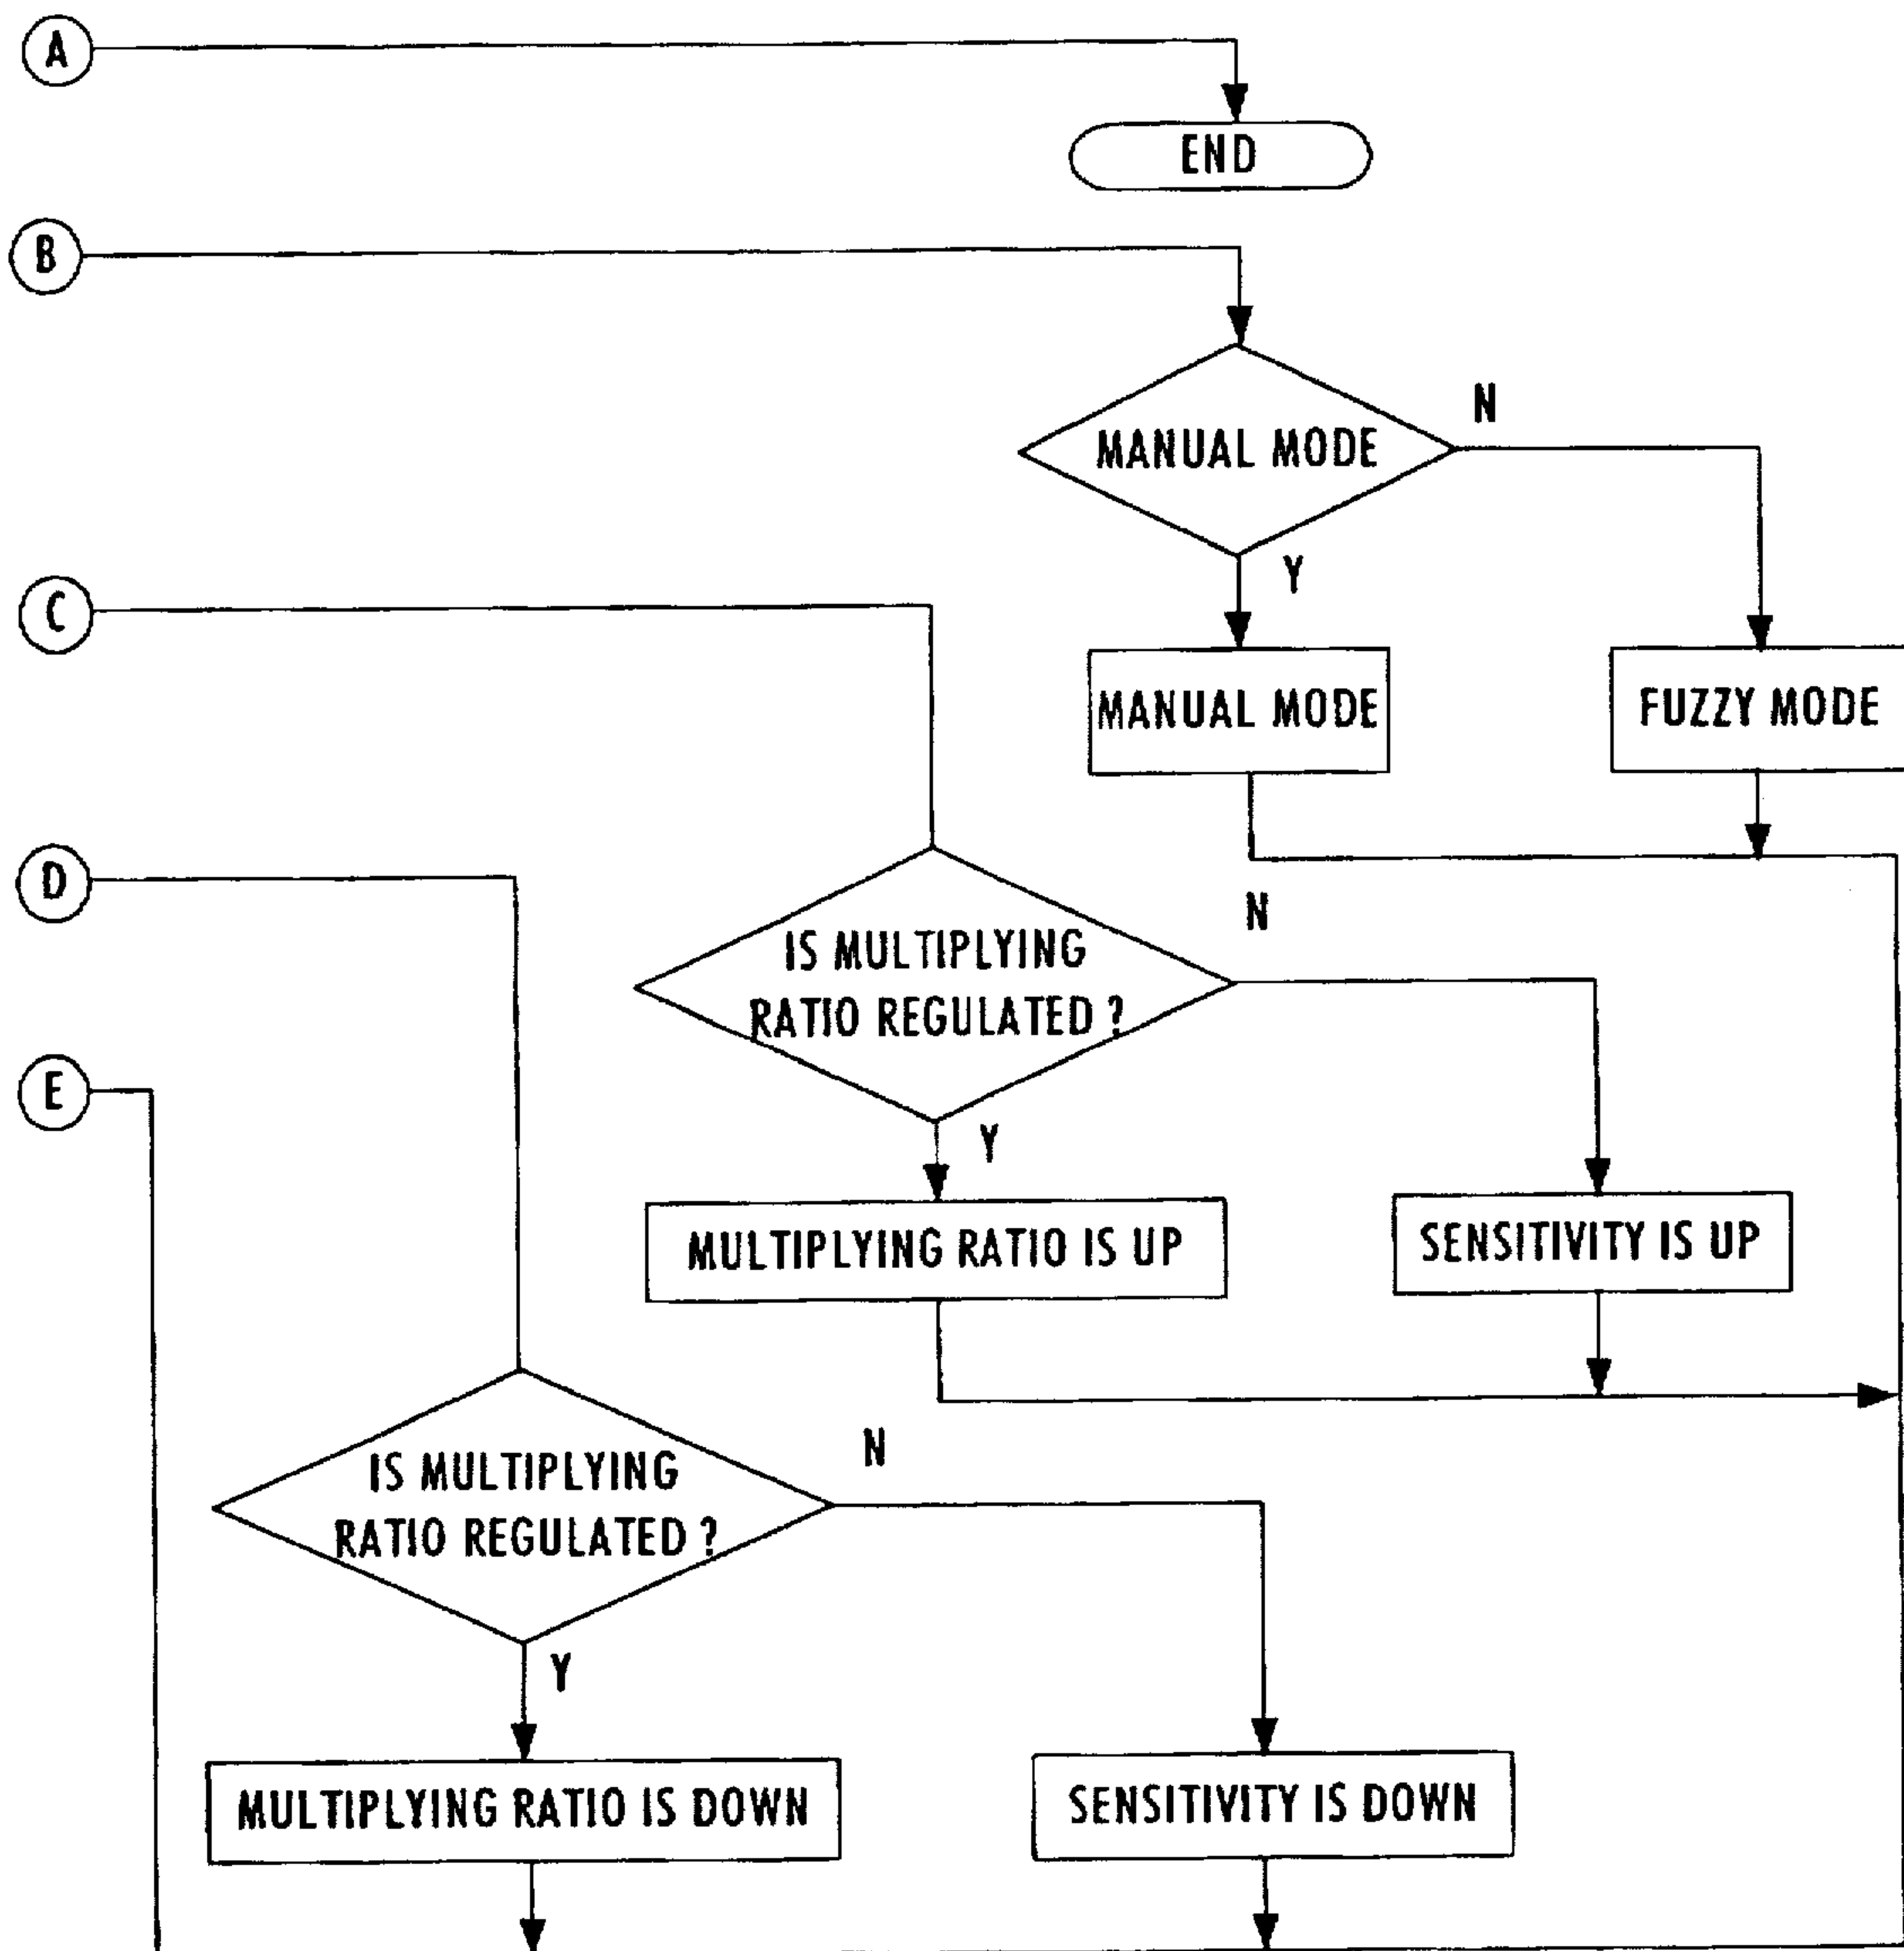 A
END
B
MANUAL MODE
N
Y
C
MANUAL MODE
FUZZY MODE
D
N
IS MULTIPLYING
RATIO REGULATED ?
E
Y
MULTIPLYING RATIO IS UP
SENSITIVITY IS UP
N
IS MULTIPLYING
RATIO REGULATED ?
Y
MULTIPLYING RATIO IS DOWN
SENSITIVITY IS DOWN